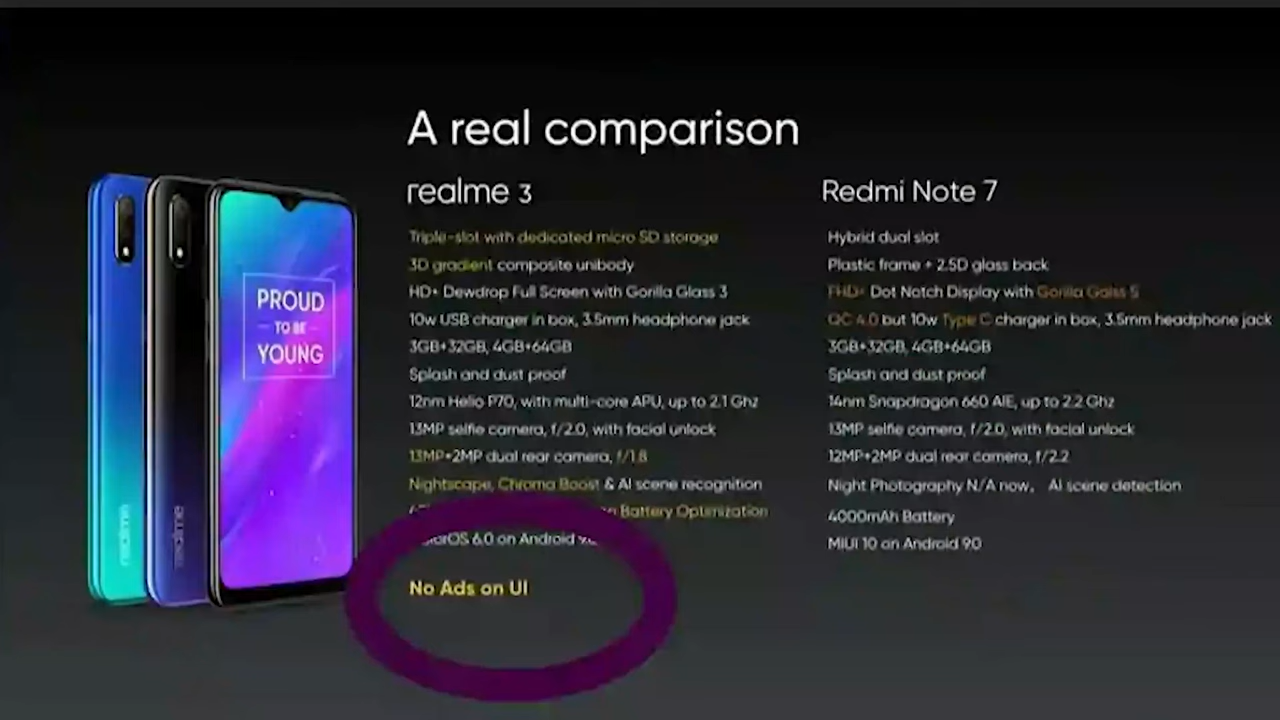 A real comparison
realme 3
Triple-slot with dedicated micro SD storage
3D gradient composite unibody
HD+ Dewdrop Full Screen with Gorilla Glass 3
10w USB charger in box, 3.5mm headphone jack
3GB+32GB, 4GB+64GB
Splash and dust proof
12nm Helio P70, with multi-core APU, up to 2.1 Ghz
13MP selfie camera, f/2.0, with facial unlock
13MP+2MP dual rear camera, f/1.8
Nightscape, Chroma Boost & AI scene recognition
Battery Optimization
6.0 on Android
No Ads on UI
Redmi Note 7
Hybrid dual slot
Plastic frame + 2.5D glass back
FHD+ Dot Notch Display with Gorilla Galss 5
QC 4.0 but 10w Type C charger in box, 3.5mm headphone jack
3GB+32GB, 4GB+64GB
Splash and dust proof
14nm Snapdragon 660 AIE, up to 2.2 Ghz
13MP selfie camera, f/2.0, with facial unlock
12MP+2MP dual rear camera, f/2.2
Night Photography N/A now, AI scene detection
4000mAh Battery
MIUI 10 on Android 90
PROUD
TO BE
YOUNG
realme
realme